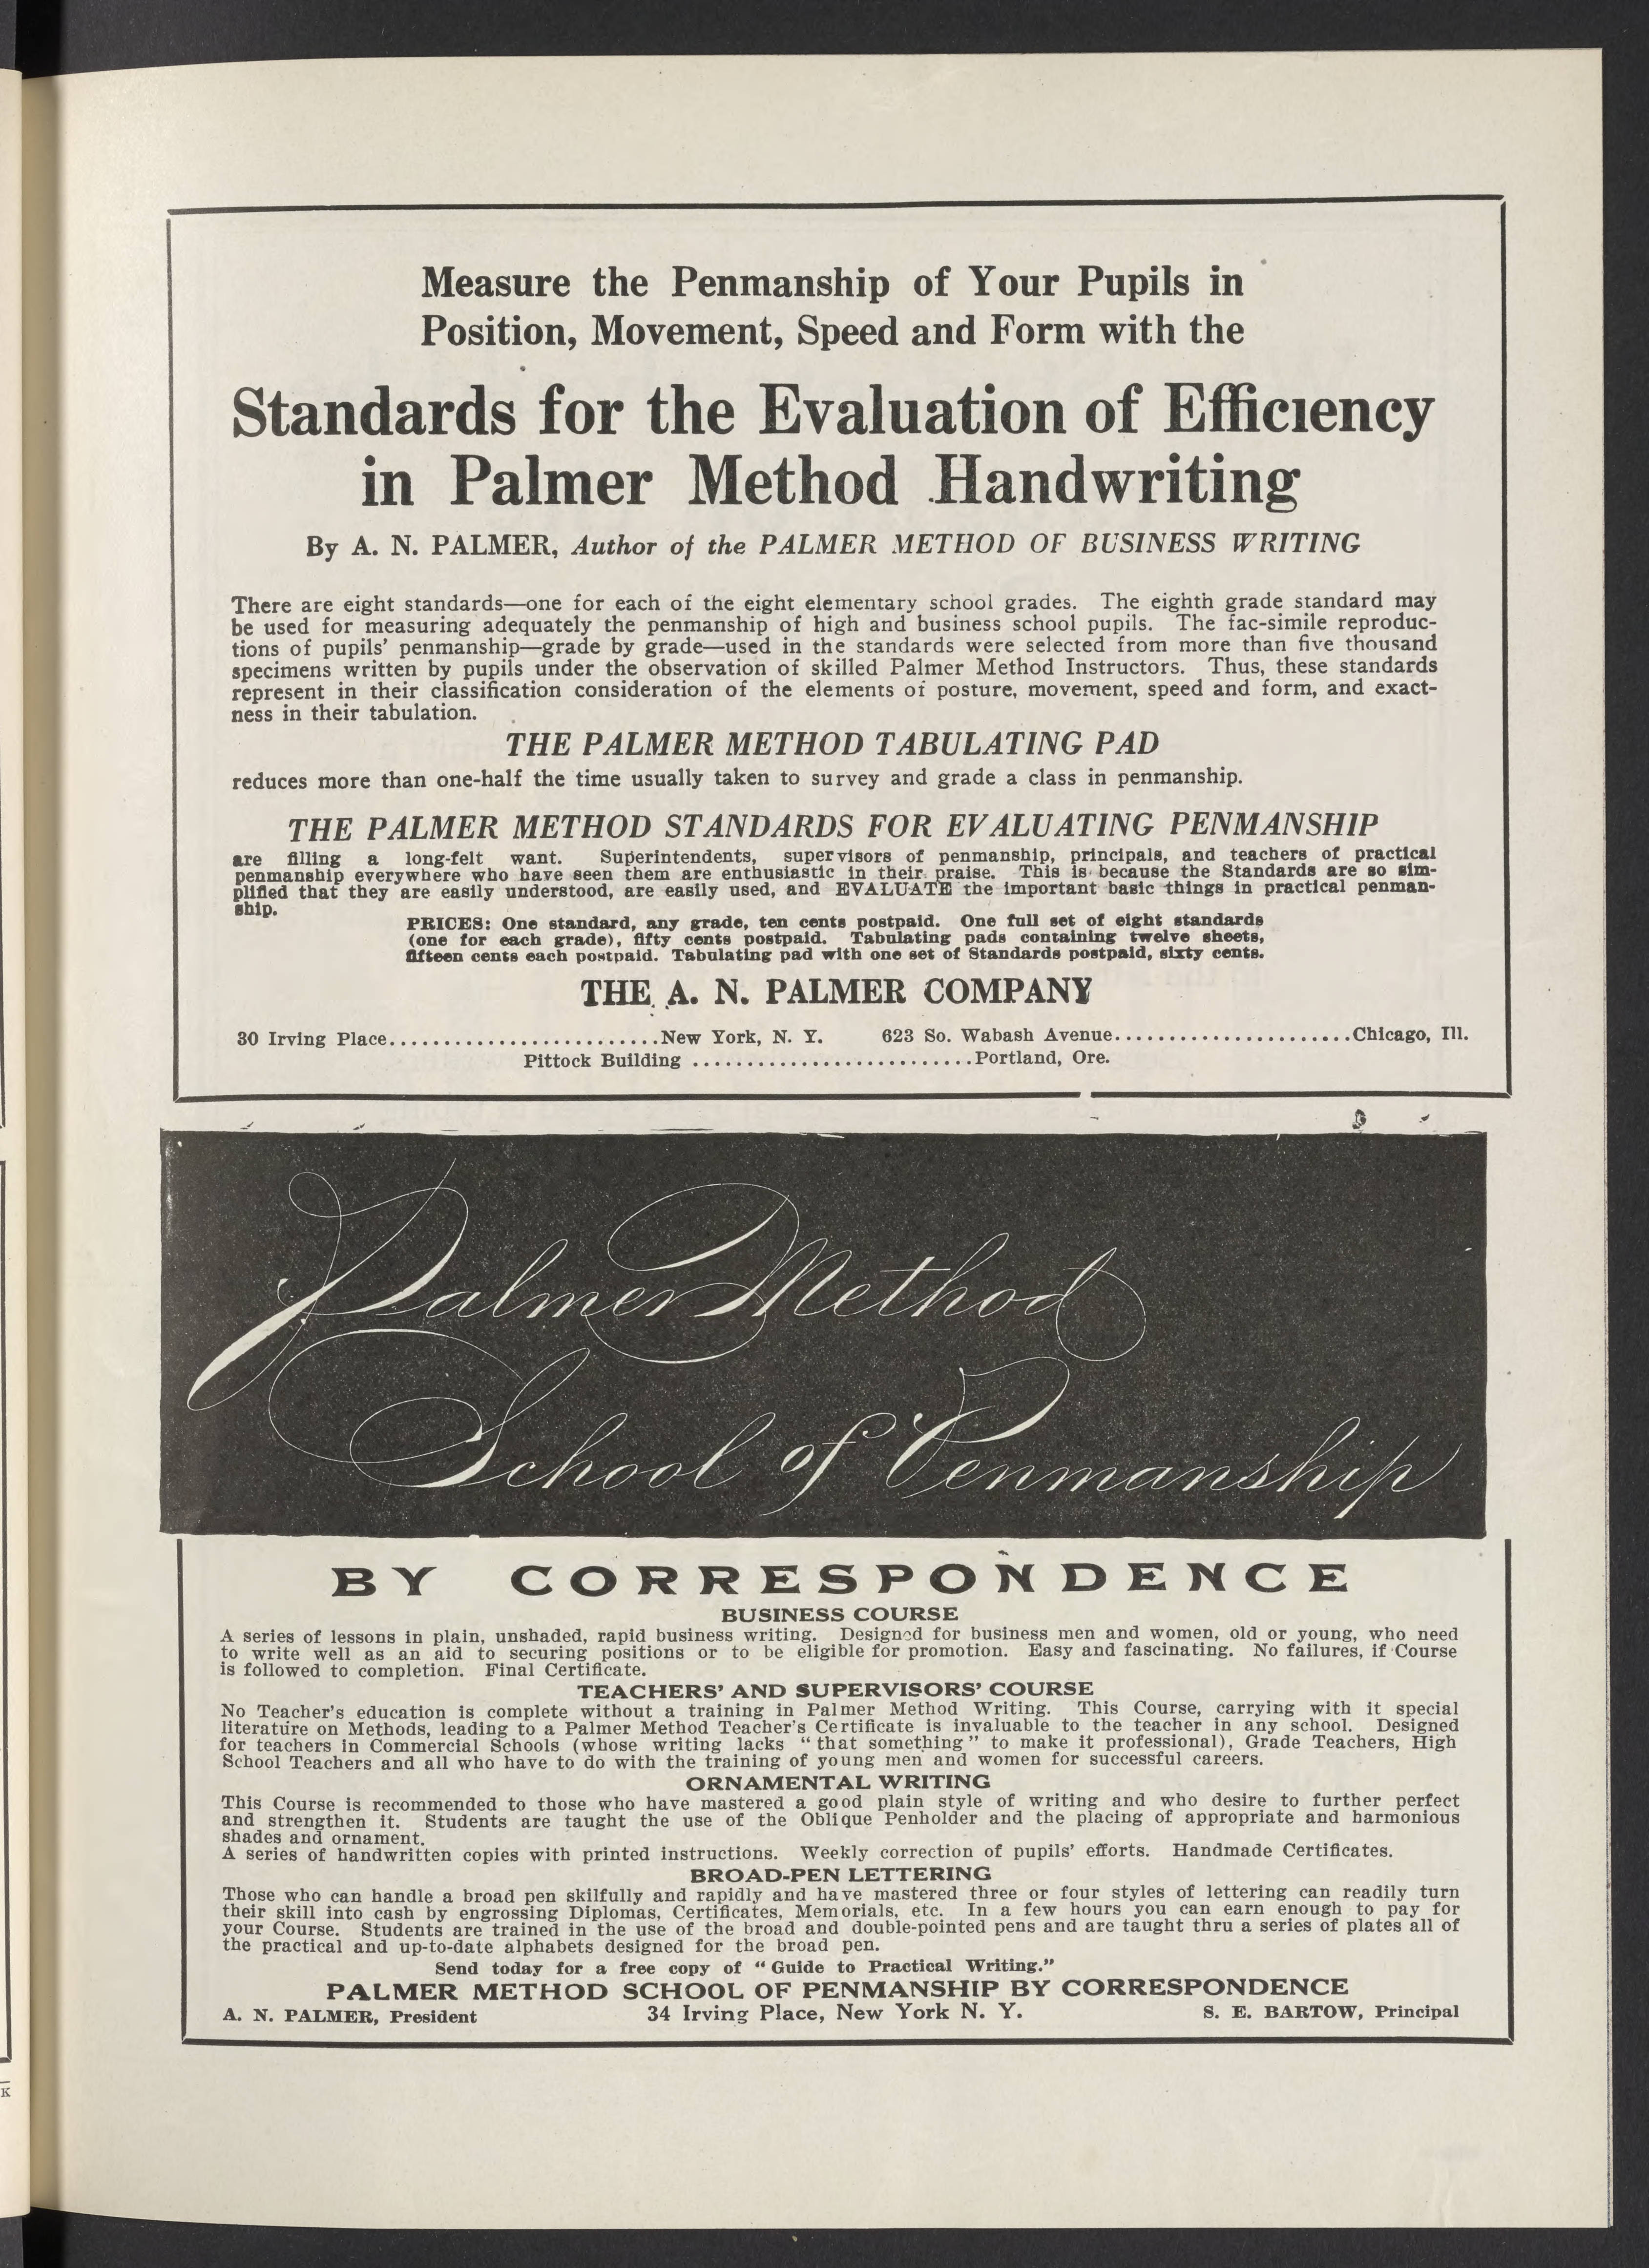 Measure the Penmanship of Your Pupils in
Position, Movement, Speed and Form with the
Standards for the Evaluation of Efficiency
in Palmer Method Handwriting
By A. N. PALMER, Author of the PALMER METHOD OF BUSINESS WRITING
There are eight standards—one for each of the eight elementary school grades. The eighth grade standard may
be used for measuring adequately the penmanship of high and business school pupils. The fac-simile reproduc-
tions of pupils' penmanship—grade by grade—used in the standards were selected from more than five thousand
specimens written by pupils under the observation of skilled Palmer Method Instructors. Thus, these standards
represent in their classification consideration of the elements of posture, movement, speed and form, and exact-
ness in their tabulation.
THE PALMER METHOD TABULATING PAD
reduces more than one-half the time usually taken to survey and grade a class in penmanship.
THE PALMER METHOD STANDARDS FOR EVALUATING PENMANSHIP
are filling a long-felt want. Superintendents, supervisors of penmanship, principals, and teachers of practical
penmanship everywhere who have seen them are enthusiastic in their praise. This is because the Standards are so sim-
plified that they are easily understood, are easily used, and EVALUATE the important basic things in practical penman-
ship.
PRICES: One standard, any grade, ten cents postpaid. One full set of eight standards
(one for each grade), fifty cents postpaid. Tabulating pads containing twelve sheets,
fifteen cents each postpaid. Tabulating pad with one set of Standards postpaid, sixty cents.
THE A. N. PALMER COMPANY
30 Irving Place.........................New York, N. Y. 623 So. Wabash Avenue......................Chicago, Ill.
Pittock Building ..........................Portland, Ore.
Palmer Method
School of Penmanship
BY CORRESPONDENCE
BUSINESS COURSE
A series of lessons in plain, unshaded, rapid business writing. Designed for business men and women, old or young, who need
to write well as an aid to securing positions or to be eligible for promotion. Easy and fascinating. No failures, if Course
is followed to completion. Final Certificate.
TEACHERS' AND SUPERVISORS' COURSE
No Teacher's education is complete without a training in Palmer Method Writing. This Course, carrying with it special
literature on Methods, leading to a Palmer Method Teacher's Certificate is invaluable to the teacher in any school. Designed
for teachers in Commercial Schools (whose writing lacks "that something" to make it professional), Grade Teachers, High
School Teachers and all who have to do with the training of young men and women for successful careers.
ORNAMENTAL WRITING
This Course is recommended to those who have mastered a good plain style of writing and who desire to further perfect
and strengthen it. Students are taught the use of the Oblique Penholder and the placing of appropriate and harmonious
shades and ornament.
A series of handwritten copies with printed instructions. Weekly correction of pupils' efforts. Handmade Certificates.
BROAD-PEN LETTERING
Those who can handle a broad pen skilfully and rapidly and have mastered three or four styles of lettering can readily turn
their skill into cash by engrossing Diplomas, Certificates, Memorials, etc. In a few hours you can earn enough to pay for
your Course. Students are trained in the use of the broad and double-pointed pens and are taught thru a series of plates all of
the practical and up-to-date alphabets designed for the broad pen.
Send today for a free copy of "Guide to Practical Writing."
PALMER METHOD SCHOOL OF PENMANSHIP BY CORRESPONDENCE
A. N. PALMER, President 34 Irving Place, New York N. Y. S. E. BARTOW, Principal
K